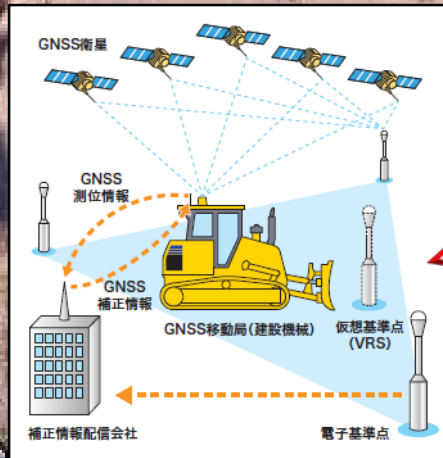 GNSS衛星
GNSS
測位情報
GNSS
補正情報
GNSS移動局(建設機械)
仮想基準点
(VRS)
補正情報配信会社
電子基準点